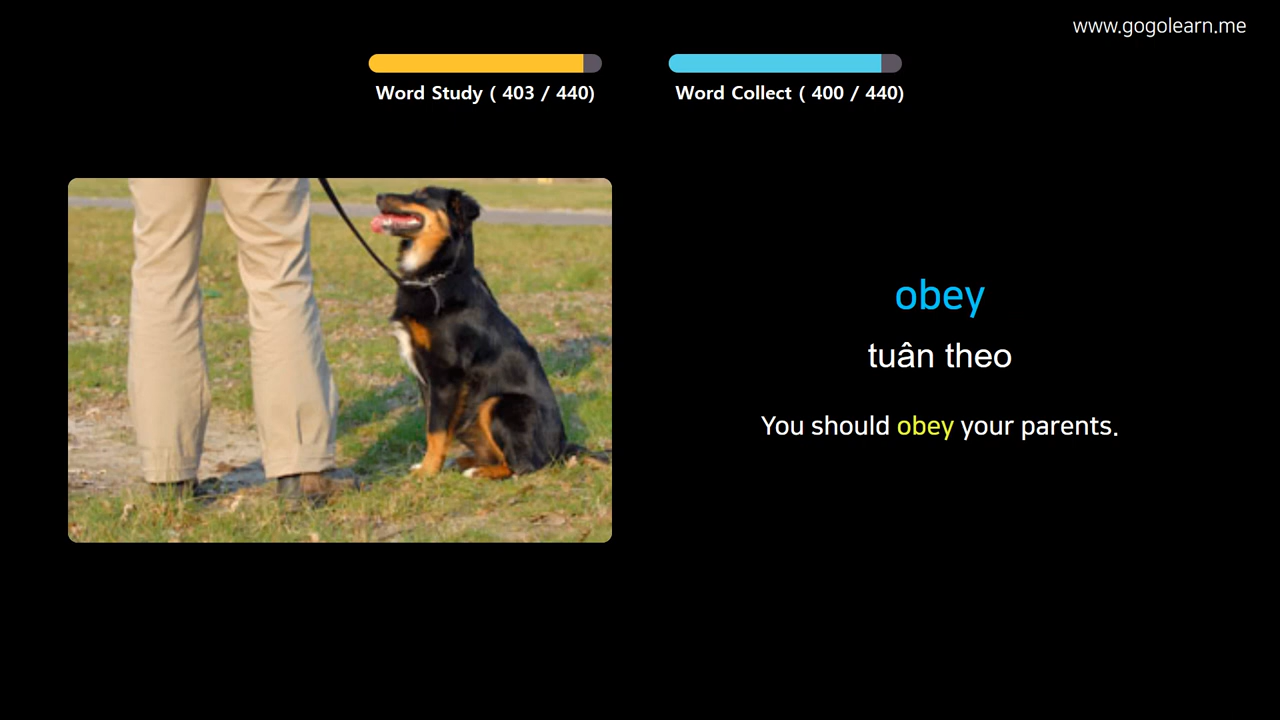 www.gogolearn.me
Word Study ( 403 / 440)
Word Collect ( 400 / 440)
obey
tuân theo
You should obey your parents.